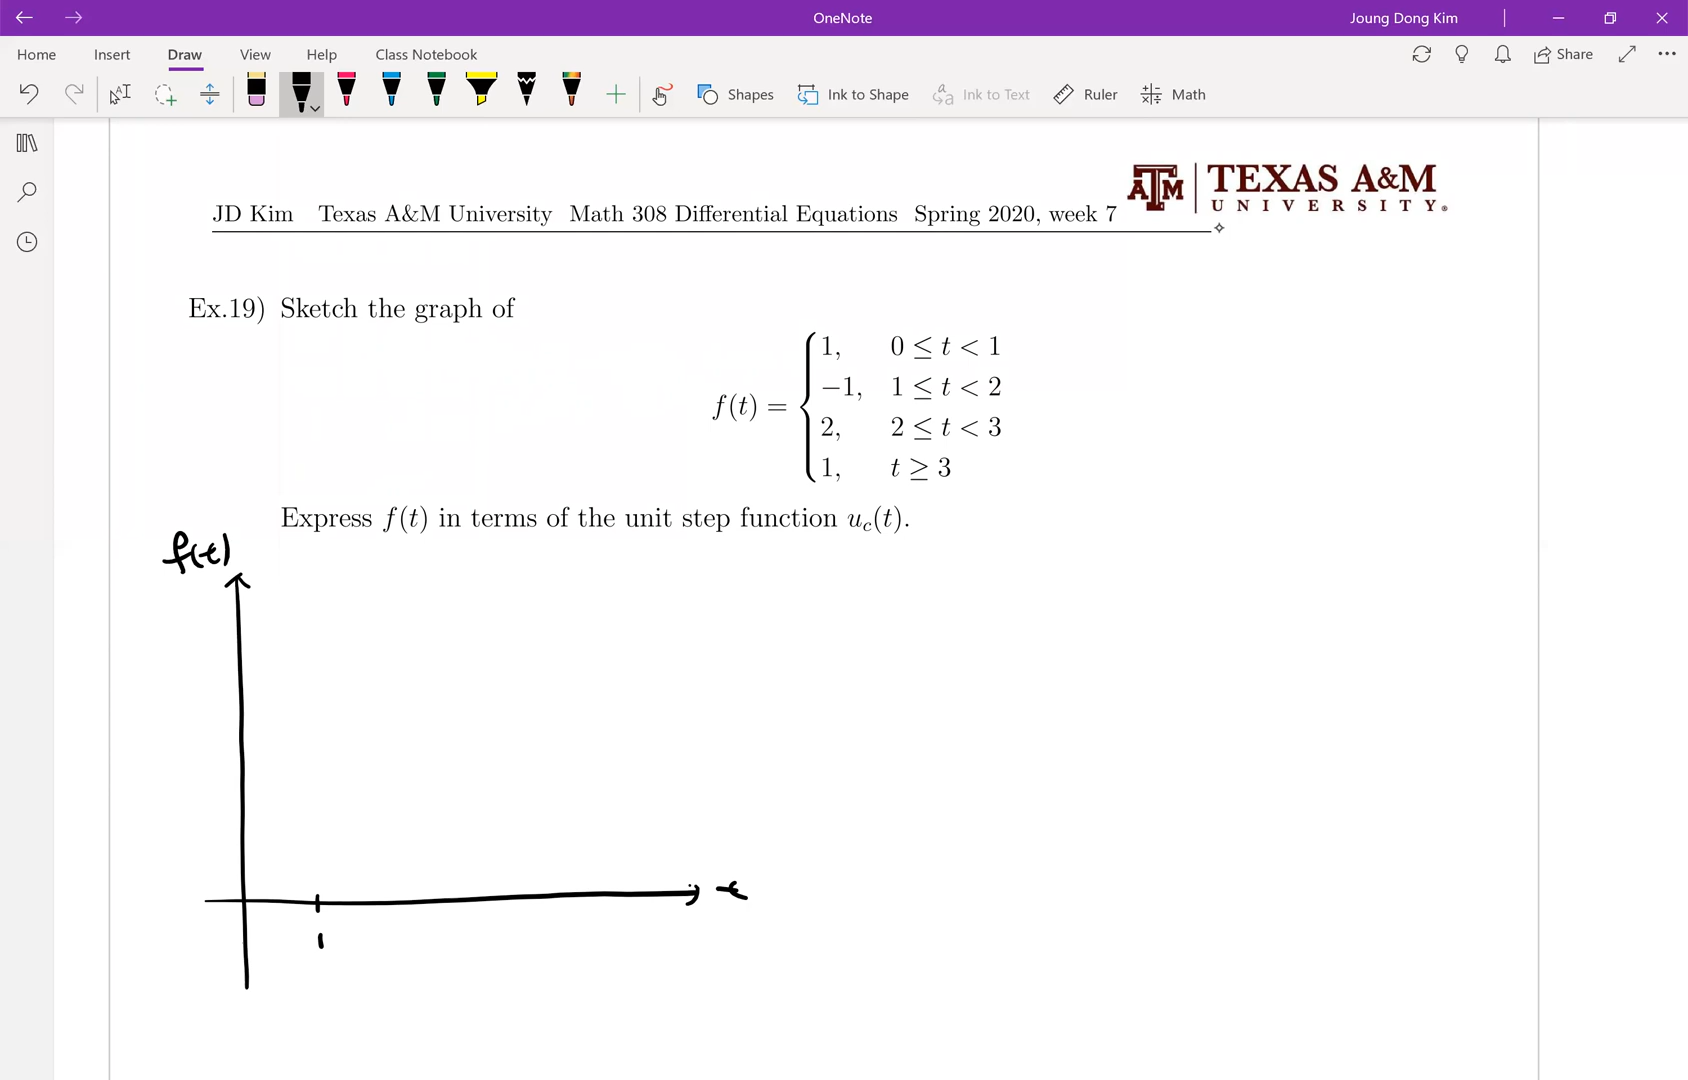 OneNote
Joung Dong Kim
Home Insert Draw View Help Class Notebook
Share
Shapes Ink to Shape Ink to Text Ruler Math
TEXAS A&M
UNIVERSITY®
JD Kim Texas A&M University Math 308 Differential Equations Spring 2020, week 7
Ex.19) Sketch the graph of
f(t) = { 1, 0 ≤ t < 1
−1, 1 ≤ t < 2
2, 2 ≤ t < 3
1, t ≥ 3
Express f(t) in terms of the unit step function u_c(t).
f(t)
t
1